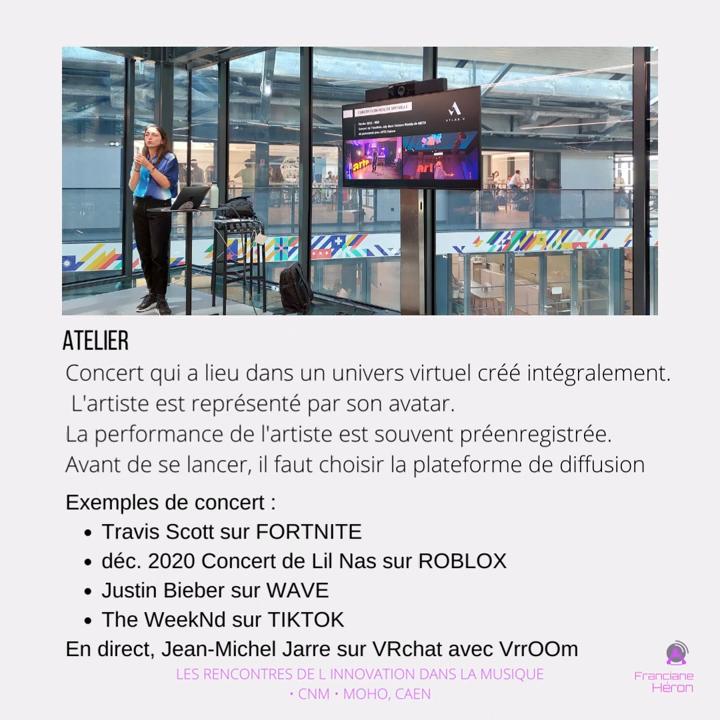 CONCERT EN RÉALITÉ VIRTUELLE
ATELIER
Concert qui a lieu dans un univers virtuel créé intégralement.
L'artiste est représenté par son avatar.
La performance de l'artiste est souvent préenregistrée.
Avant de se lancer, il faut choisir la plateforme de diffusion
Exemples de concert :
• Travis Scott sur FORTNITE
• déc. 2020 Concert de Lil Nas sur ROBLOX
• Justin Bieber sur WAVE
• The WeekNd sur TIKTOK
En direct, Jean-Michel Jarre sur VRchat avec VrrOOm
LES RENCONTRES DE L INNOVATION DANS LA MUSIQUE
• CNM • MOHO, CAEN
Franciane
Héron